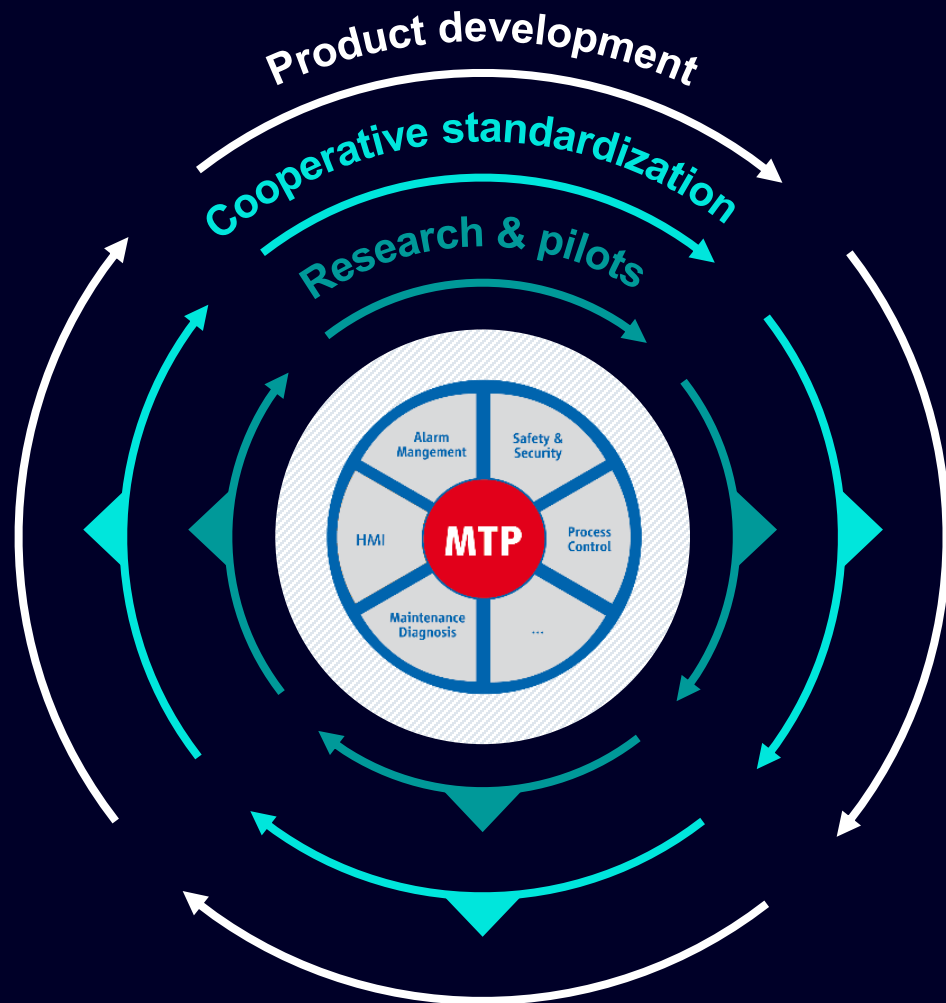 Product development
Cooperative standardization
Research & pilots
Alarm
Mangement
Safety &
Security
HMI
MTP
Process
Control
Maintenance
Diagnosis
...